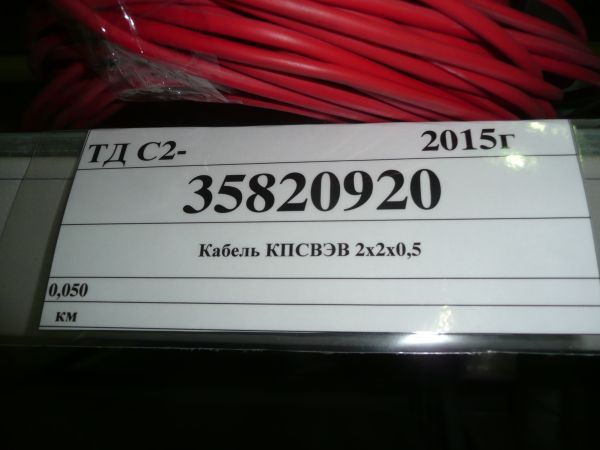 ТД С2- 2015г
35820920
Кабель КПСВЭВ 2х2х0,5
0,050
км